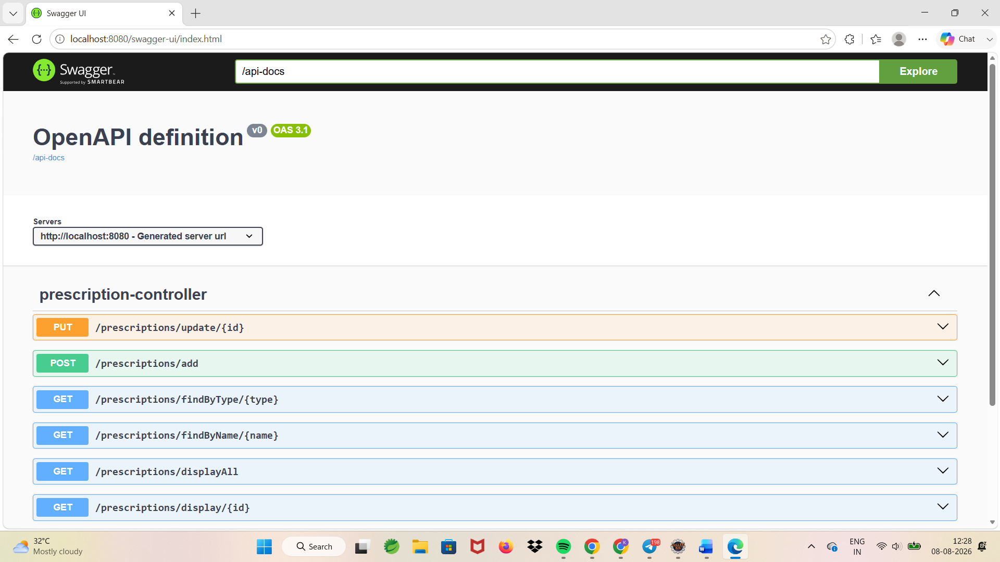 Swagger UI
localhost:8080/swagger-ui/index.html
Chat
Swagger
Supported by SMARTBEAR
/api-docs
Explore
OpenAPI definition v0 OAS 3.1
/api-docs
Servers
http://localhost:8080 - Generated server url
prescription-controller
PUT /prescriptions/update/{id}
POST /prescriptions/add
GET /prescriptions/findByType/{type}
GET /prescriptions/findByName/{name}
GET /prescriptions/displayAll
GET /prescriptions/display/{id}
32°C
Mostly cloudy
Search
K
198
W
ENG
IN
12:28
08-08-2026